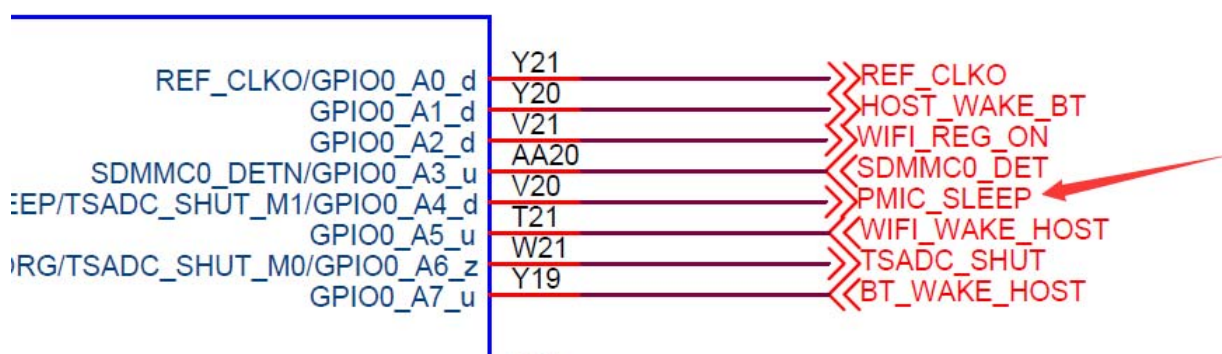 REF_CLKO/GPIO0_A0_d Y21 REF_CLKO
GPIO0_A1_d Y20 HOST_WAKE_BT
GPIO0_A2_d V21 WIFI_REG_ON
SDMMC0_DETN/GPIO0_A3_u AA20 SDMMC0_DET
EEP/TSADC_SHUT_M1/GPIO0_A4_d V20 PMIC_SLEEP
GPIO0_A5_u T21 WIFI_WAKE_HOST
ORG/TSADC_SHUT_M0/GPIO0_A6_z W21 TSADC_SHUT
GPIO0_A7_u Y19 BT_WAKE_HOST